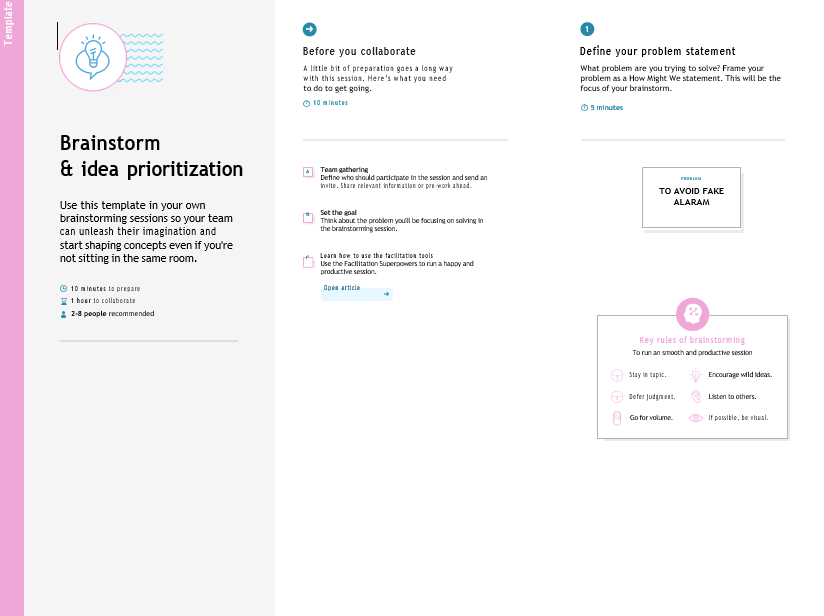 Template
Brainstorm
& idea prioritization
Use this template in your own
brainstorming sessions so your team
can unleash their imagination and
start shaping concepts even if you're
not sitting in the same room.
10 minutes to prepare
1 hour to collaborate
2-8 people recommended
Before you collaborate
A little bit of preparation goes a long way
with this session. Here's what you need
to do to get going.
10 minutes
A
Team gathering
Define who should participate in the session and send an
invite. Share relevant information or pre-work ahead.
B
Set the goal
Think about the problem you'll be focusing on solving in
the brainstorming session.
Learn how to use the facilitation tools
Use the Facilitation Superpowers to run a happy and
productive session.
Open article
1
Define your problem statement
What problem are you trying to solve? Frame your
problem as a How Might We statement. This will be the
focus of your brainstorm.
5 minutes
PROBLEM
TO AVOID FAKE
ALARAM
Key rules of brainstorming
To run an smooth and productive session
Stay in topic.
Encourage wild ideas.
Defer judgment.
Listen to others.
Go for volume.
If possible, be visual.